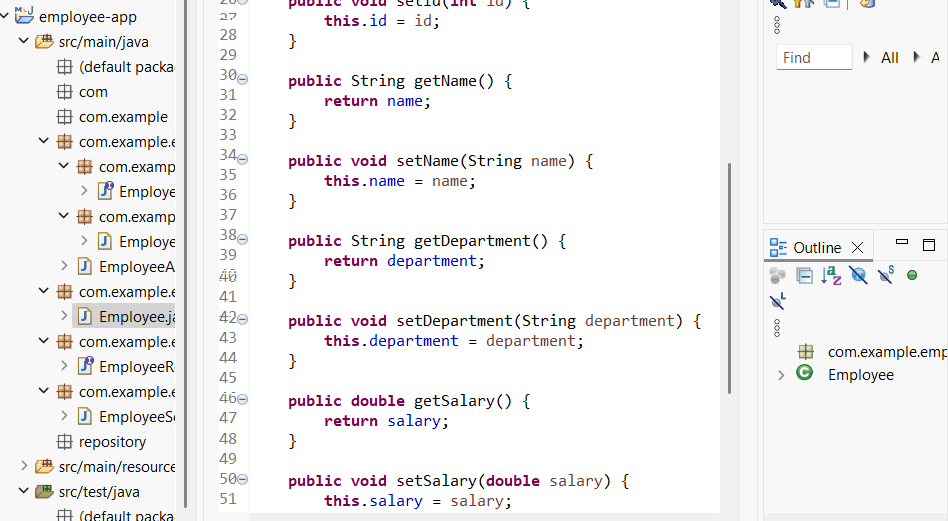 employee-app
src/main/java
(default packa
com
com.example
com.example.e
com.examp
Employe
com.examp
Employe
EmployeeA
com.example.e
Employee.ja
com.example.e
EmployeeRe
com.example.e
EmployeeSe
repository
src/main/resource
src/test/java
(default packa
26 public void setId(int id) {
27 this.id = id;
28 }
29
30 public String getName() {
31 return name;
32 }
33
34 public void setName(String name) {
35 this.name = name;
36 }
37
38 public String getDepartment() {
39 return department;
40 }
41
42 public void setDepartment(String department) {
43 this.department = department;
44 }
45
46 public double getSalary() {
47 return salary;
48 }
49
50 public void setSalary(double salary) {
51 this.salary = salary;
Find All A
Outline
com.example.emp
Employee